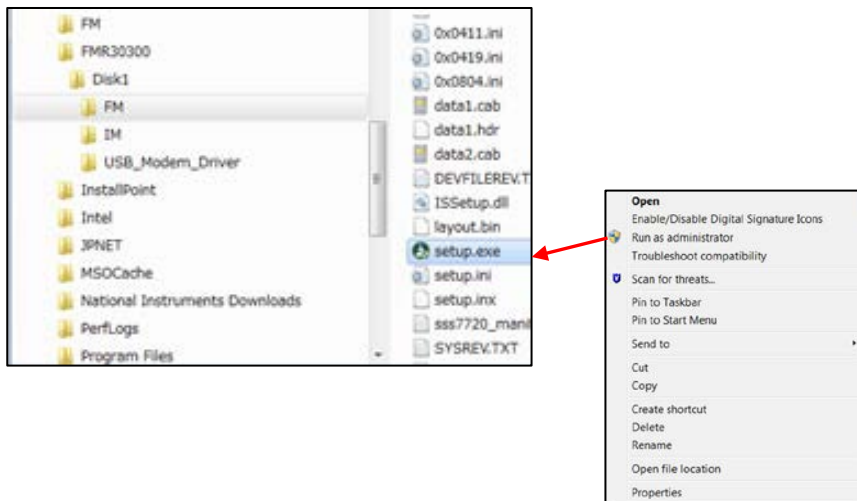 FM
FMR30300
Disk1
FM
IM
USB_Modem_Driver
InstallPoint
Intel
JPNET
MSOCache
National Instruments Downloads
PerfLogs
Program Files
0x0411.ini
0x0419.ini
0x0804.ini
data1.cab
data1.hdr
data2.cab
DEVFILEREV.T
ISSetup.dll
layout.bin
setup.exe
setup.ini
setup.inx
sss7720_mani
SYSREV.TXT
Open
Enable/Disable Digital Signature Icons
Run as administrator
Troubleshoot compatibility
Scan for threats...
Pin to Taskbar
Pin to Start Menu
Send to
Cut
Copy
Create shortcut
Delete
Rename
Open file location
Properties